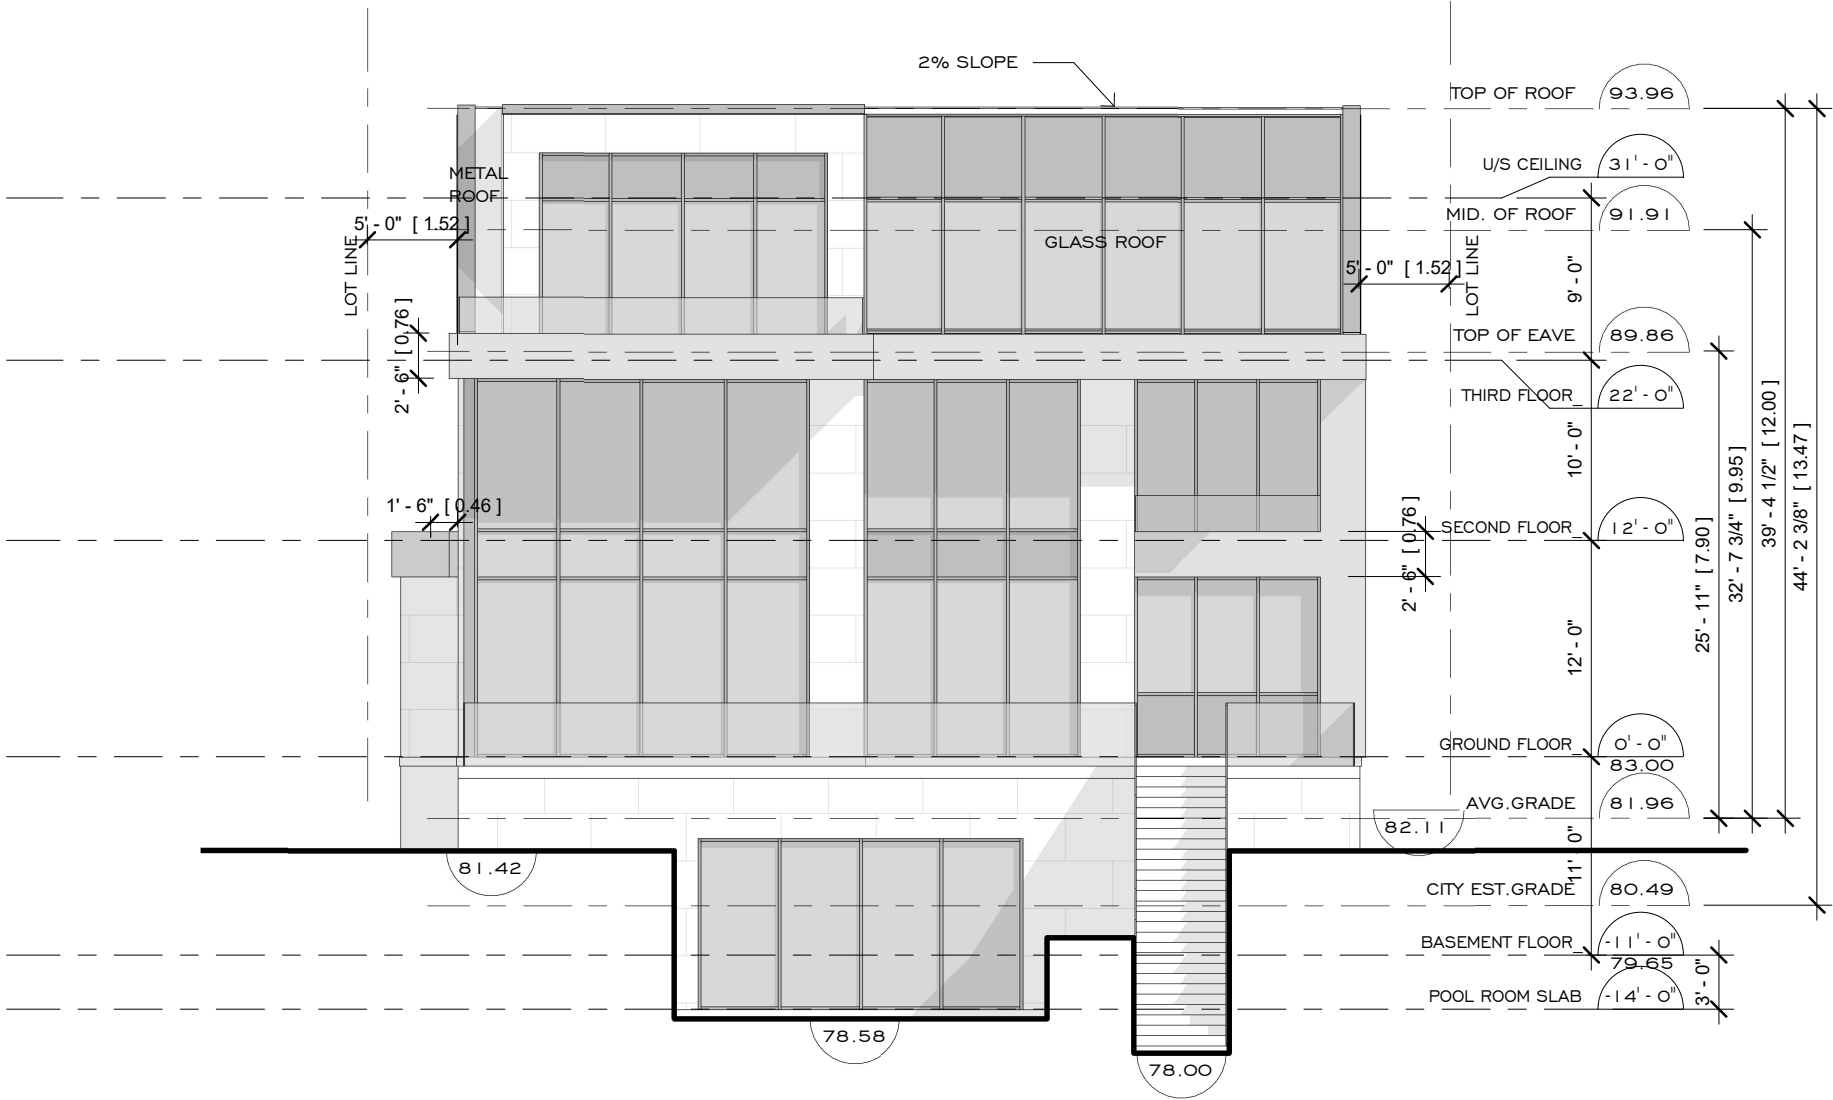 2% SLOPE
TOP OF ROOF 93.96
U/S CEILING 31'-0"
METAL
ROOF
MID. OF ROOF 91.91
5'-0" [ 1.52 ]
GLASS ROOF
LOT LINE
5'-0" [ 1.52 ]
LOT LINE
9'-0"
TOP OF EAVE 89.86
2'-6" [ 0.76 ]
THIRD FLOOR_ 22'-0"
10'-0"
1'-6" [ 0.46 ]
SECOND FLOOR_ 12'-0"
2'-6" [ 0.76 ]
25'-11" [ 7.90 ]
32'-7 3/4" [ 9.95 ]
39'-4 1/2" [ 12.00 ]
44'-2 3/8" [ 13.47 ]
12'-0"
GROUND FLOOR_ 0'-0"
83.00
AVG.GRADE 81.96
82.11
81.42
11'-0"
CITY EST.GRADE 80.49
BASEMENT FLOOR_ -11'-0"
79.65
POOL ROOM SLAB -14'-0"
3'-0"
78.58
78.00